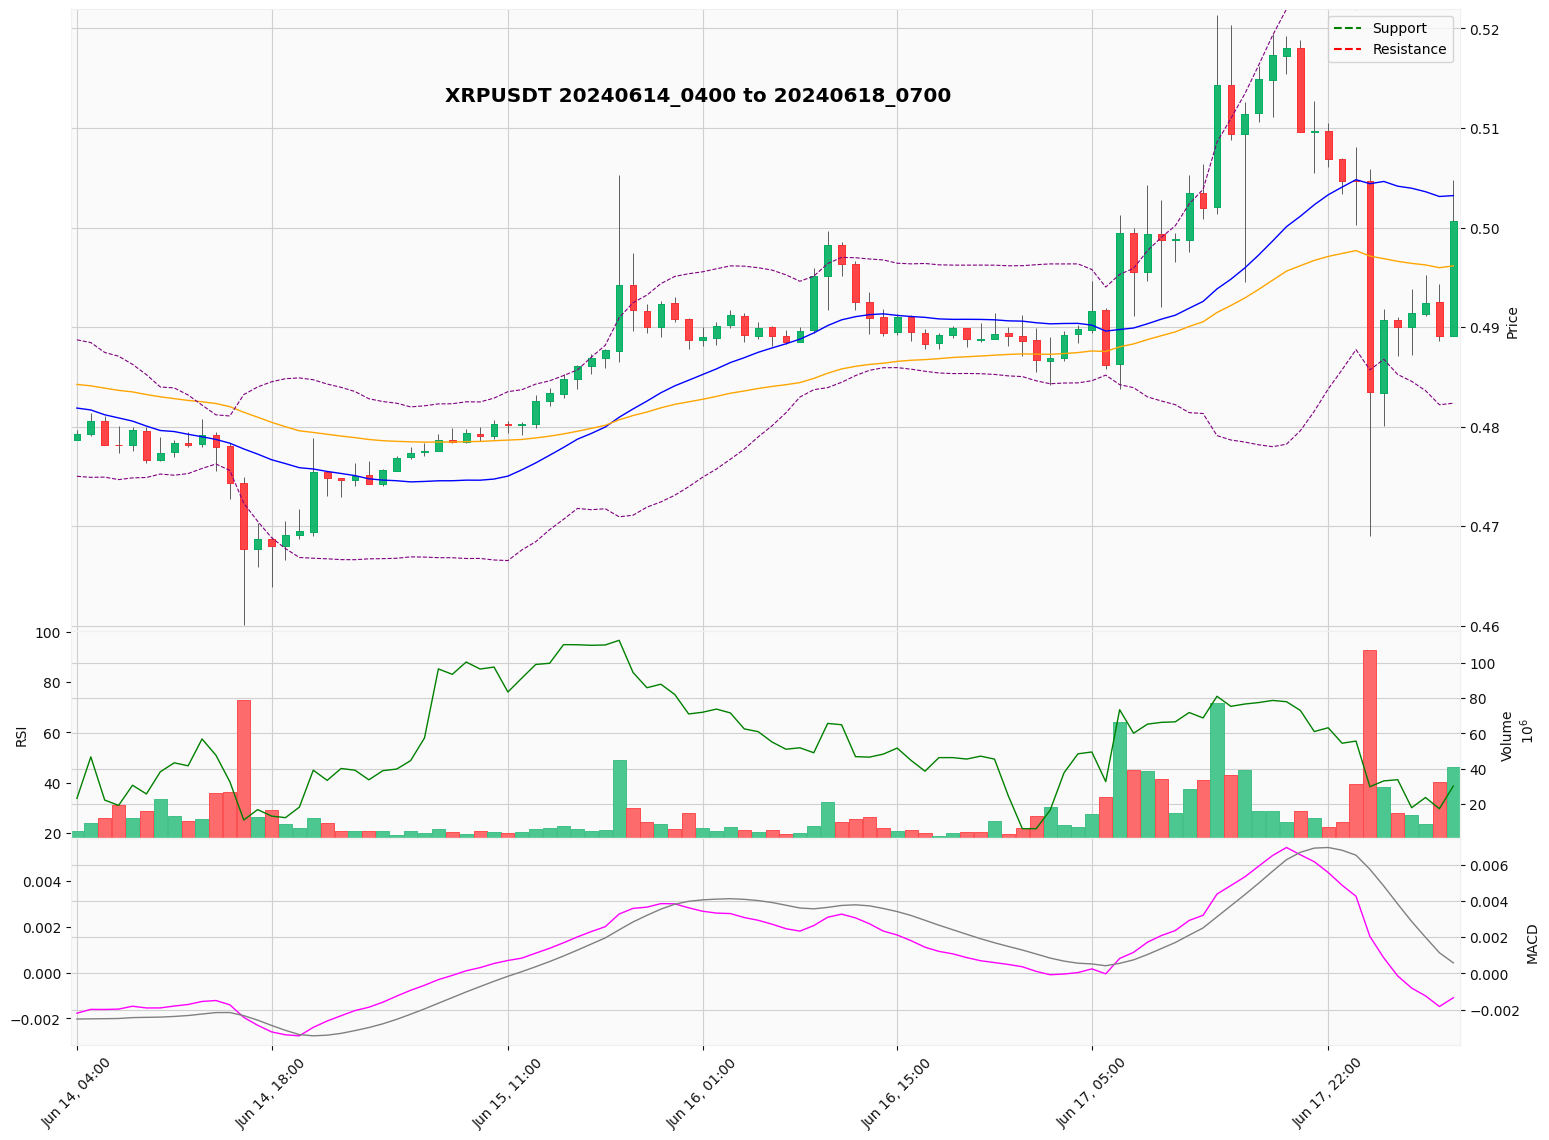 XRPUSDT 20240614_0400 to 20240618_0700
Support
Resistance
0.52
0.51
0.50
0.49
0.48
0.47
0.46
Price
100
80
60
40
20
RSI
100
80
60
40
20
Volume
10^6
0.004
0.002
0.000
−0.002
0.006
0.004
0.002
0.000
−0.002
MACD
Jun 14, 04:00
Jun 14, 18:00
Jun 15, 11:00
Jun 16, 01:00
Jun 16, 15:00
Jun 17, 05:00
Jun 17, 22:00